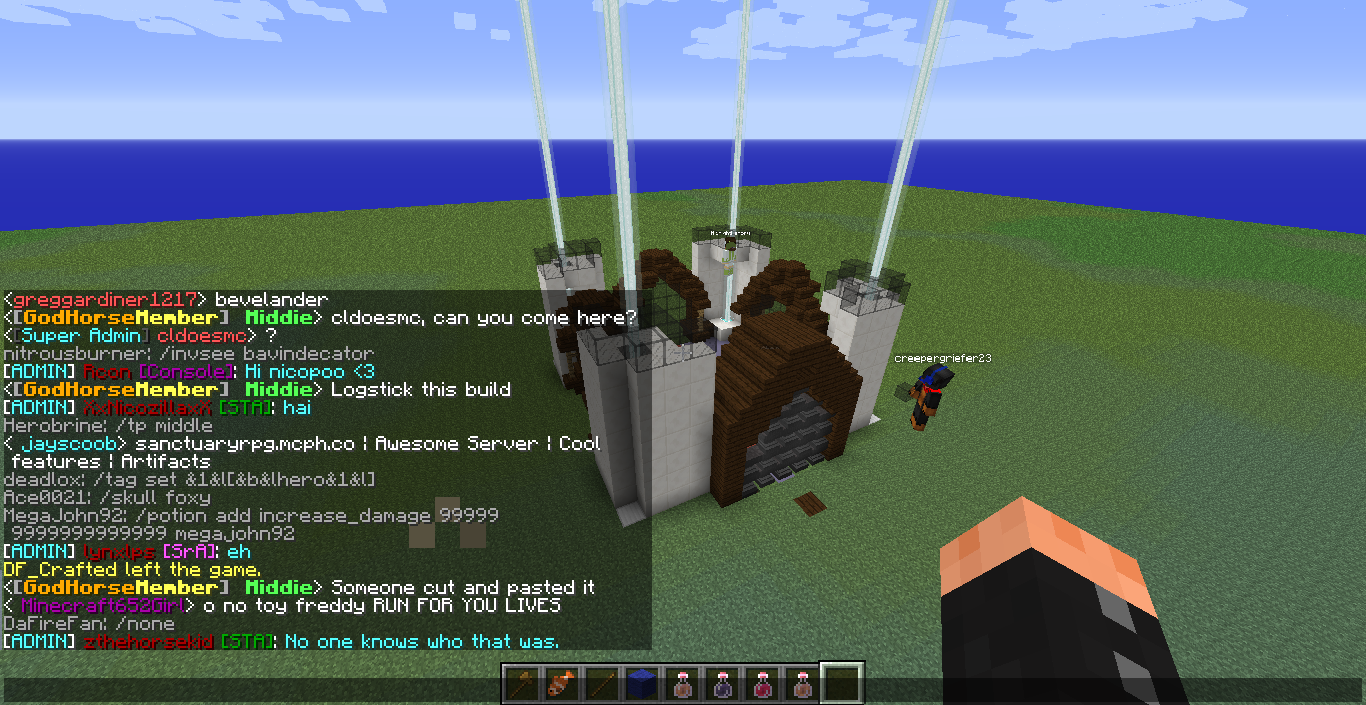 <greggardiner1217> bevelander
<[GodHorseMember] Middie> cldoesmc, can you come here?
<[Super Admin] cldoesmc> ?
nitrousburner: /invsee bavindecator
[ADMIN] Rcon [Console]: Hi nicopoo <3
<[GodHorseMember] Middie> Logstick this build
[ADMIN] XxNicozillaxX [STA]: hai
Herobrine: /tp middle
< jayscoob> sanctuaryrpg.mcph.co | Awesome Server | Cool
features | Artifacts
deadlox: /tag set &1&l[&b&lhero&1&l]
Ace0021: /skull foxy
MegaJohn92: /potion add increase_damage 99999
9999999999999 megajohn92
[ADMIN] lynxlps [SrA]: eh
DF_Crafted left the game.
<[GodHorseMember] Middie> Someone cut and pasted it
< Minecraft652Girl> o no toy freddy RUN FOR YOU LIVES
DaFireFan: /none
[ADMIN] zthehorsekid [STA]: No one knows who that was.
creepergriefer23